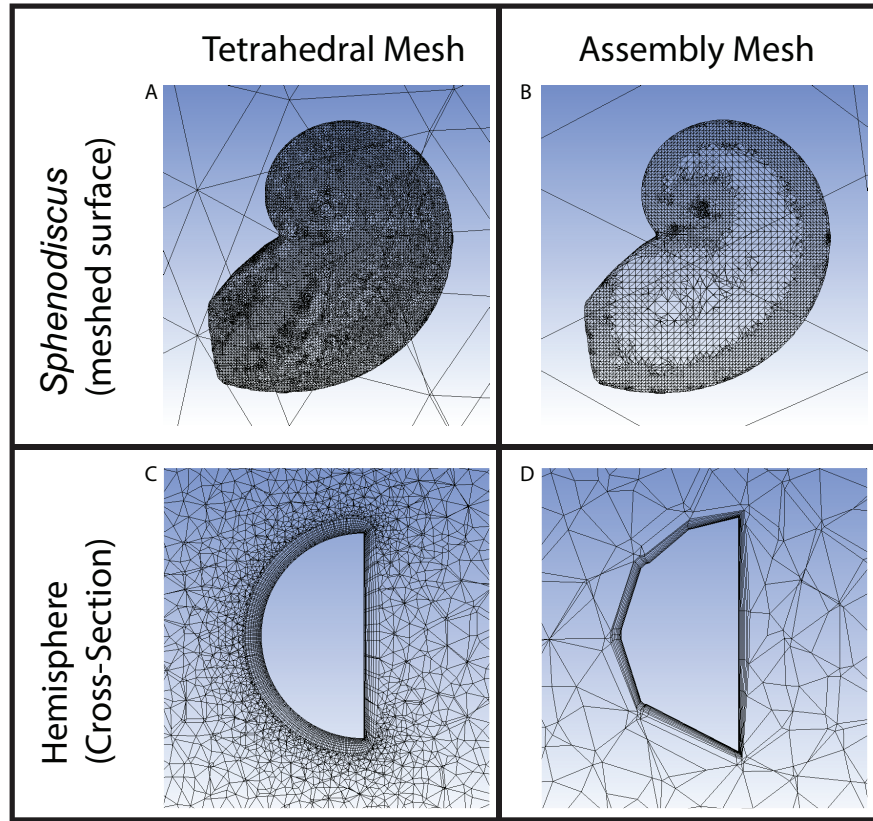 Tetrahedral Mesh
Assembly Mesh
Sphenodiscus
(meshed surface)
A
B
Hemisphere
(Cross-Section)
C
D